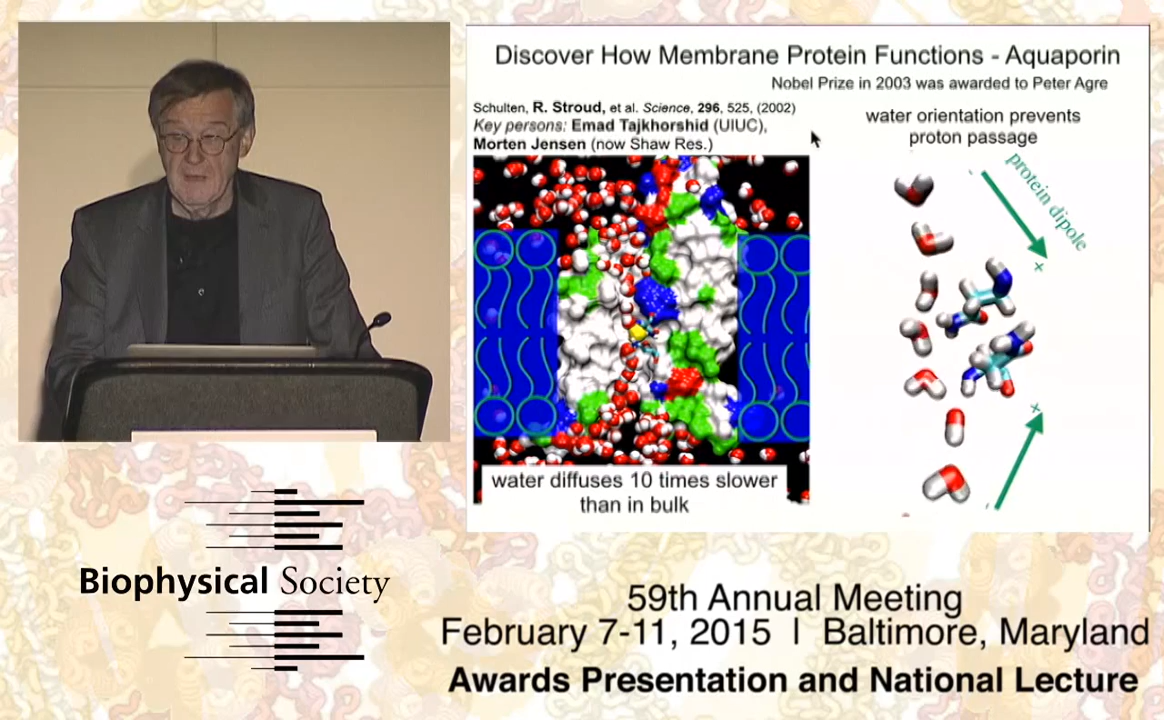 Discover How Membrane Protein Functions - Aquaporin
Nobel Prize in 2003 was awarded to Peter Agre
Schulten, R. Stroud, et al. Science, 296, 525, (2002)
Key persons: Emad Tajkhorshid (UIUC),
Morten Jensen (now Shaw Res.)
water orientation prevents
proton passage
protein dipole
+
+
water diffuses 10 times slower
than in bulk
Biophysical Society
59th Annual Meeting
February 7-11, 2015 | Baltimore, Maryland
Awards Presentation and National Lecture